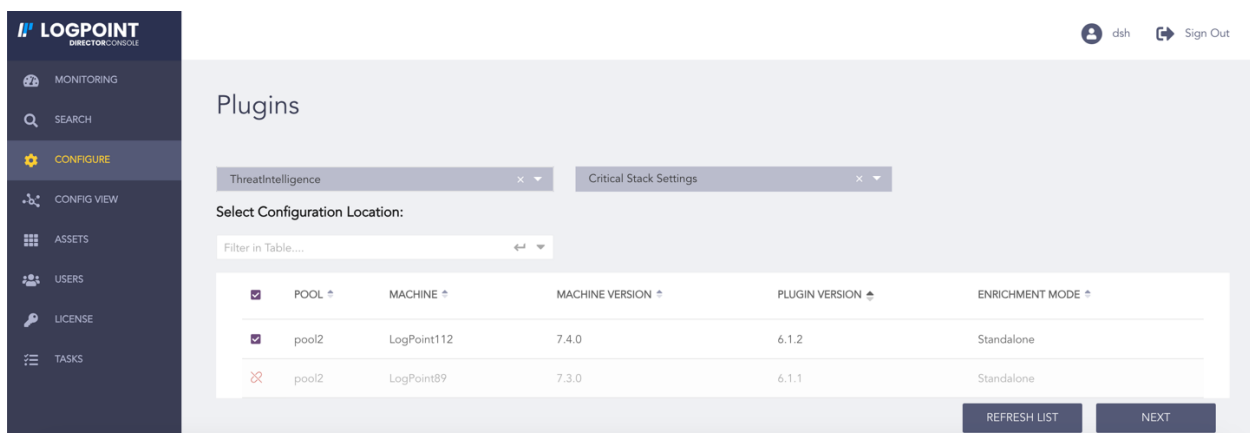 LOGPOINT
DIRECTORCONSOLE
dsh Sign Out
MONITORING
SEARCH
CONFIGURE
CONFIG VIEW
ASSETS
USERS
LICENSE
TASKS
Plugins
ThreatIntelligence Critical Stack Settings
Select Configuration Location:
Filter in Table....
POOL MACHINE MACHINE VERSION PLUGIN VERSION ENRICHMENT MODE
pool2 LogPoint112 7.4.0 6.1.2 Standalone
pool2 LogPoint89 7.3.0 6.1.1 Standalone
REFRESH LIST NEXT